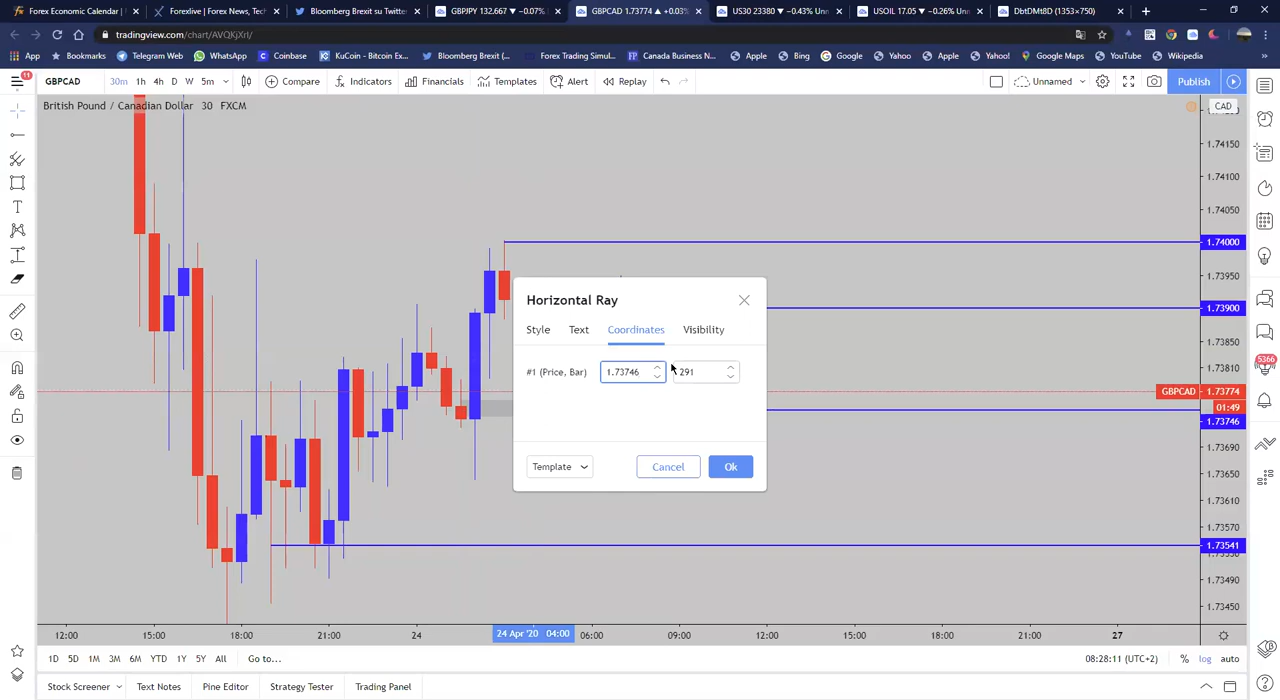 Forex Economic Calendar |
Forexlive | Forex News, Tech
Bloomberg Brexit su Twitter
GBPJPY 132,667 ▼ −0.07%
GBPCAD 1.73774 ▲ +0.03%
US30 23380 ▼ −0.43% Unn
USOIL 17.05 ▼ −0.26% Unn
DbtDMt8D (1353×750)
tradingview.com/chart/AVQKjXrI/
App
Bookmarks
Telegram Web
WhatsApp
Coinbase
KuCoin - Bitcoin Ex...
Bloomberg Brexit (...
Forex Trading Simul...
Canada Business N...
Apple
Bing
Google
Yahoo
Apple
Yahoo!
Google Maps
YouTube
Wikipedia
11
GBPCAD
30m
1h
4h
D
W
5m
Compare
Indicators
Financials
Templates
Alert
Replay
Unnamed
Publish
British Pound / Canadian Dollar 30 FXCM
CAD
1.74150
1.74100
1.74050
1.74000
1.73950
1.73900
1.73850
1.73810
GBPCAD 1.73774
01:49
1.73746
1.73690
1.73650
1.73610
1.73570
1.73541
1.73490
1.73450
5366
Horizontal Ray
Style
Text
Coordinates
Visibility
#1 (Price, Bar)
1.73746
291
Template
Cancel
Ok
12:00
15:00
18:00
21:00
24
24 Apr '20 04:00
06:00
09:00
12:00
15:00
18:00
21:00
27
1D
5D
1M
3M
6M
YTD
1Y
5Y
All
Go to...
08:28:11 (UTC+2)
%
log
auto
Stock Screener
Text Notes
Pine Editor
Strategy Tester
Trading Panel